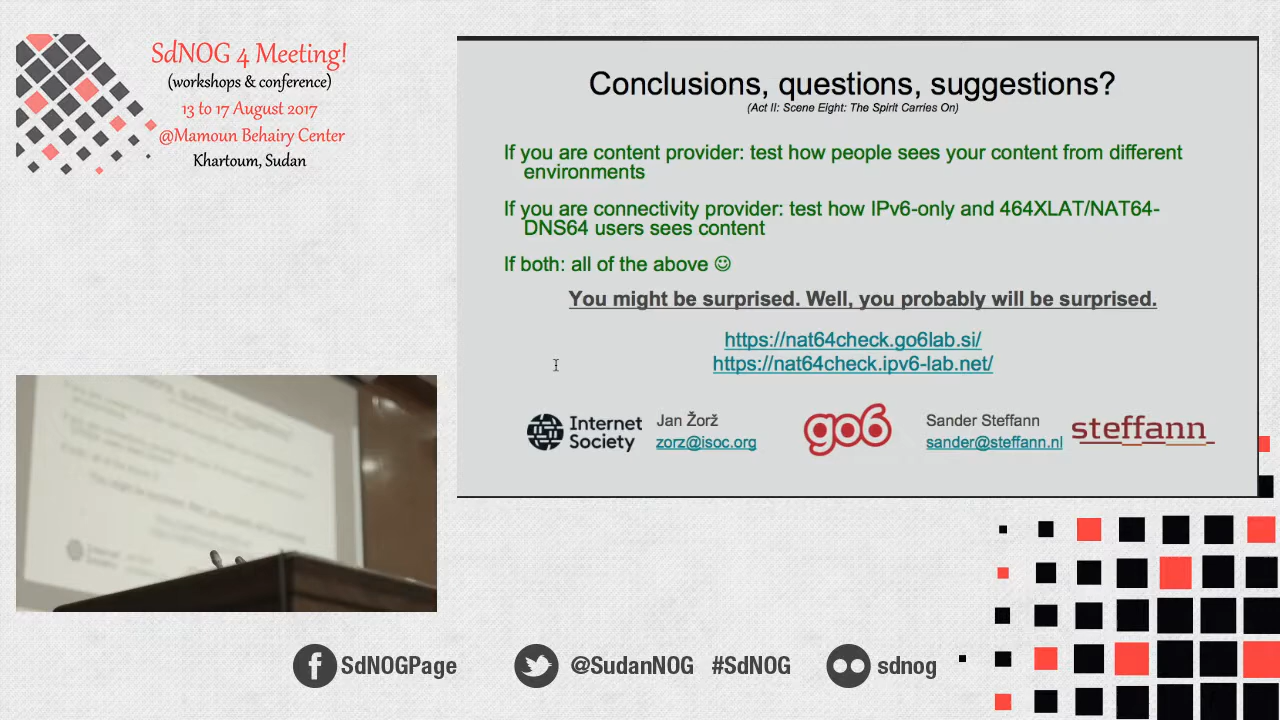 SdNOG 4 Meeting!
(workshops & conference)
13 to 17 August 2017
@Mamoun Behairy Center
Khartoum, Sudan
Conclusions, questions, suggestions?
(Act II: Scene Eight: The Spirit Carries On)
If you are content provider: test how people sees your content from different
environments
If you are connectivity provider: test how IPv6-only and 464XLAT/NAT64-
DNS64 users sees content
If both: all of the above ☺
You might be surprised. Well, you probably will be surprised.
https://nat64check.go6lab.si/
https://nat64check.ipv6-lab.net/
Internet
Society
Jan Žorž
zorz@isoc.org
go6
Sander Steffann
sander@steffann.nl
steffann
Internet
Society
SdNOGPage
@SudanNOG
#SdNOG
sdnog